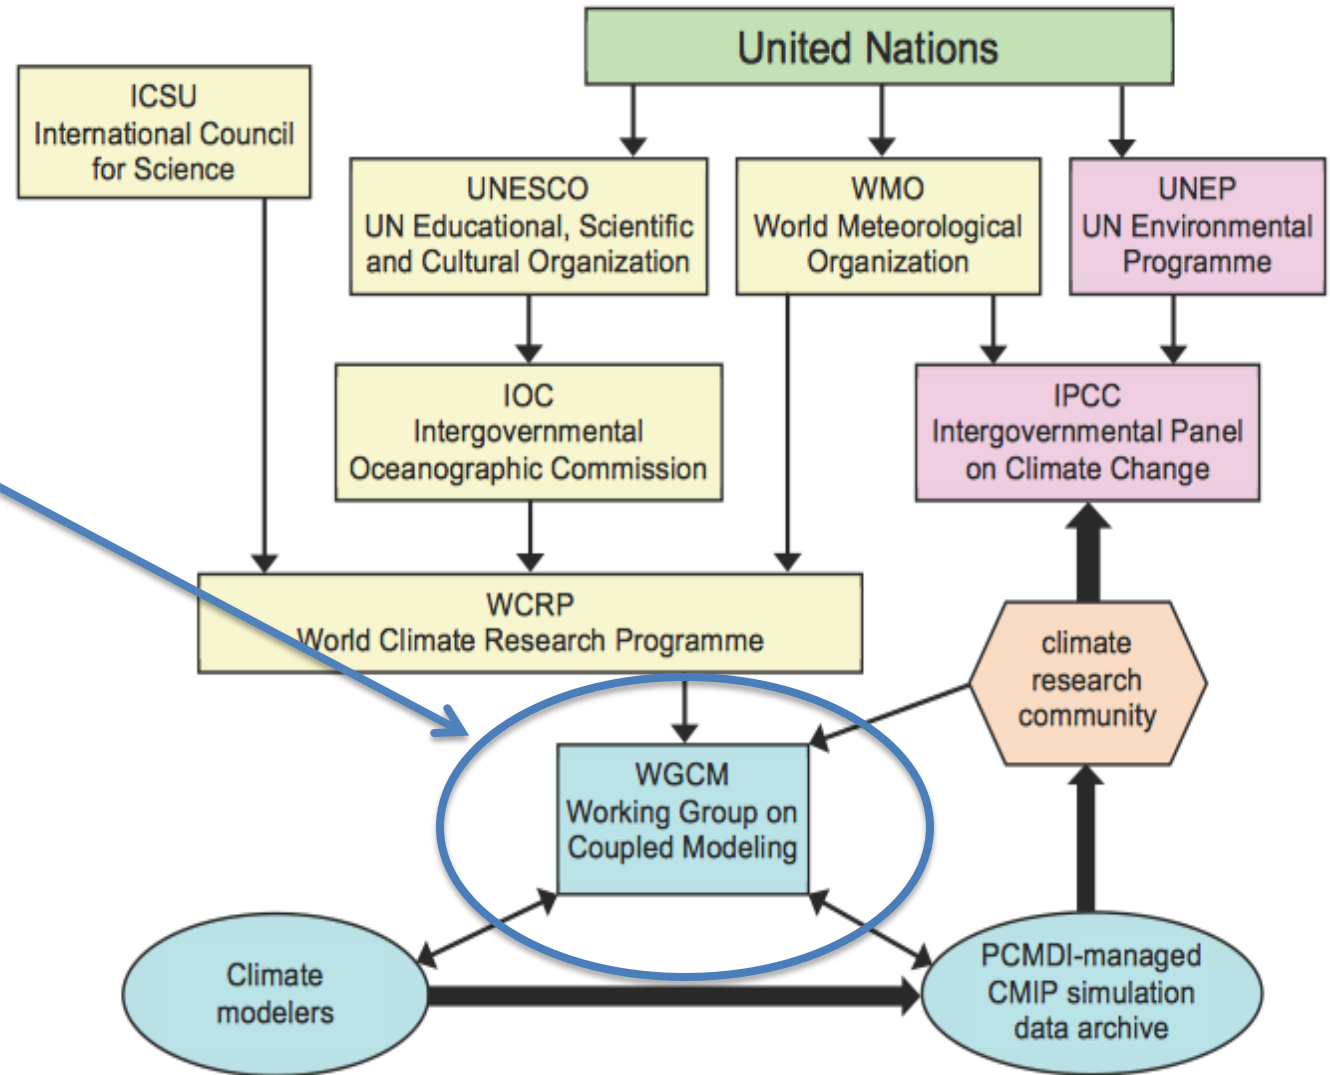 United Nations
ICSU
International Council
for Science
UNESCO
UN Educational, Scientific
and Cultural Organization
WMO
World Meteorological
Organization
UNEP
UN Environmental
Programme
IOC
Intergovernmental
Oceanographic Commission
IPCC
Intergovernmental Panel
on Climate Change
WCRP
World Climate Research Programme
climate
research
community
WGCM
Working Group on
Coupled Modeling
Climate
modelers
PCMDI-managed
CMIP simulation
data archive